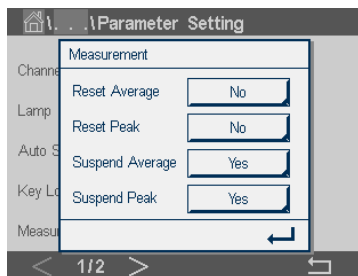 \. . .\Parameter Setting
Measurement
Channe
Reset Average No
Lamp
Reset Peak No
Auto S
Suspend Average Yes
Key Lo
Suspend Peak Yes
Measu
< 1/2 >